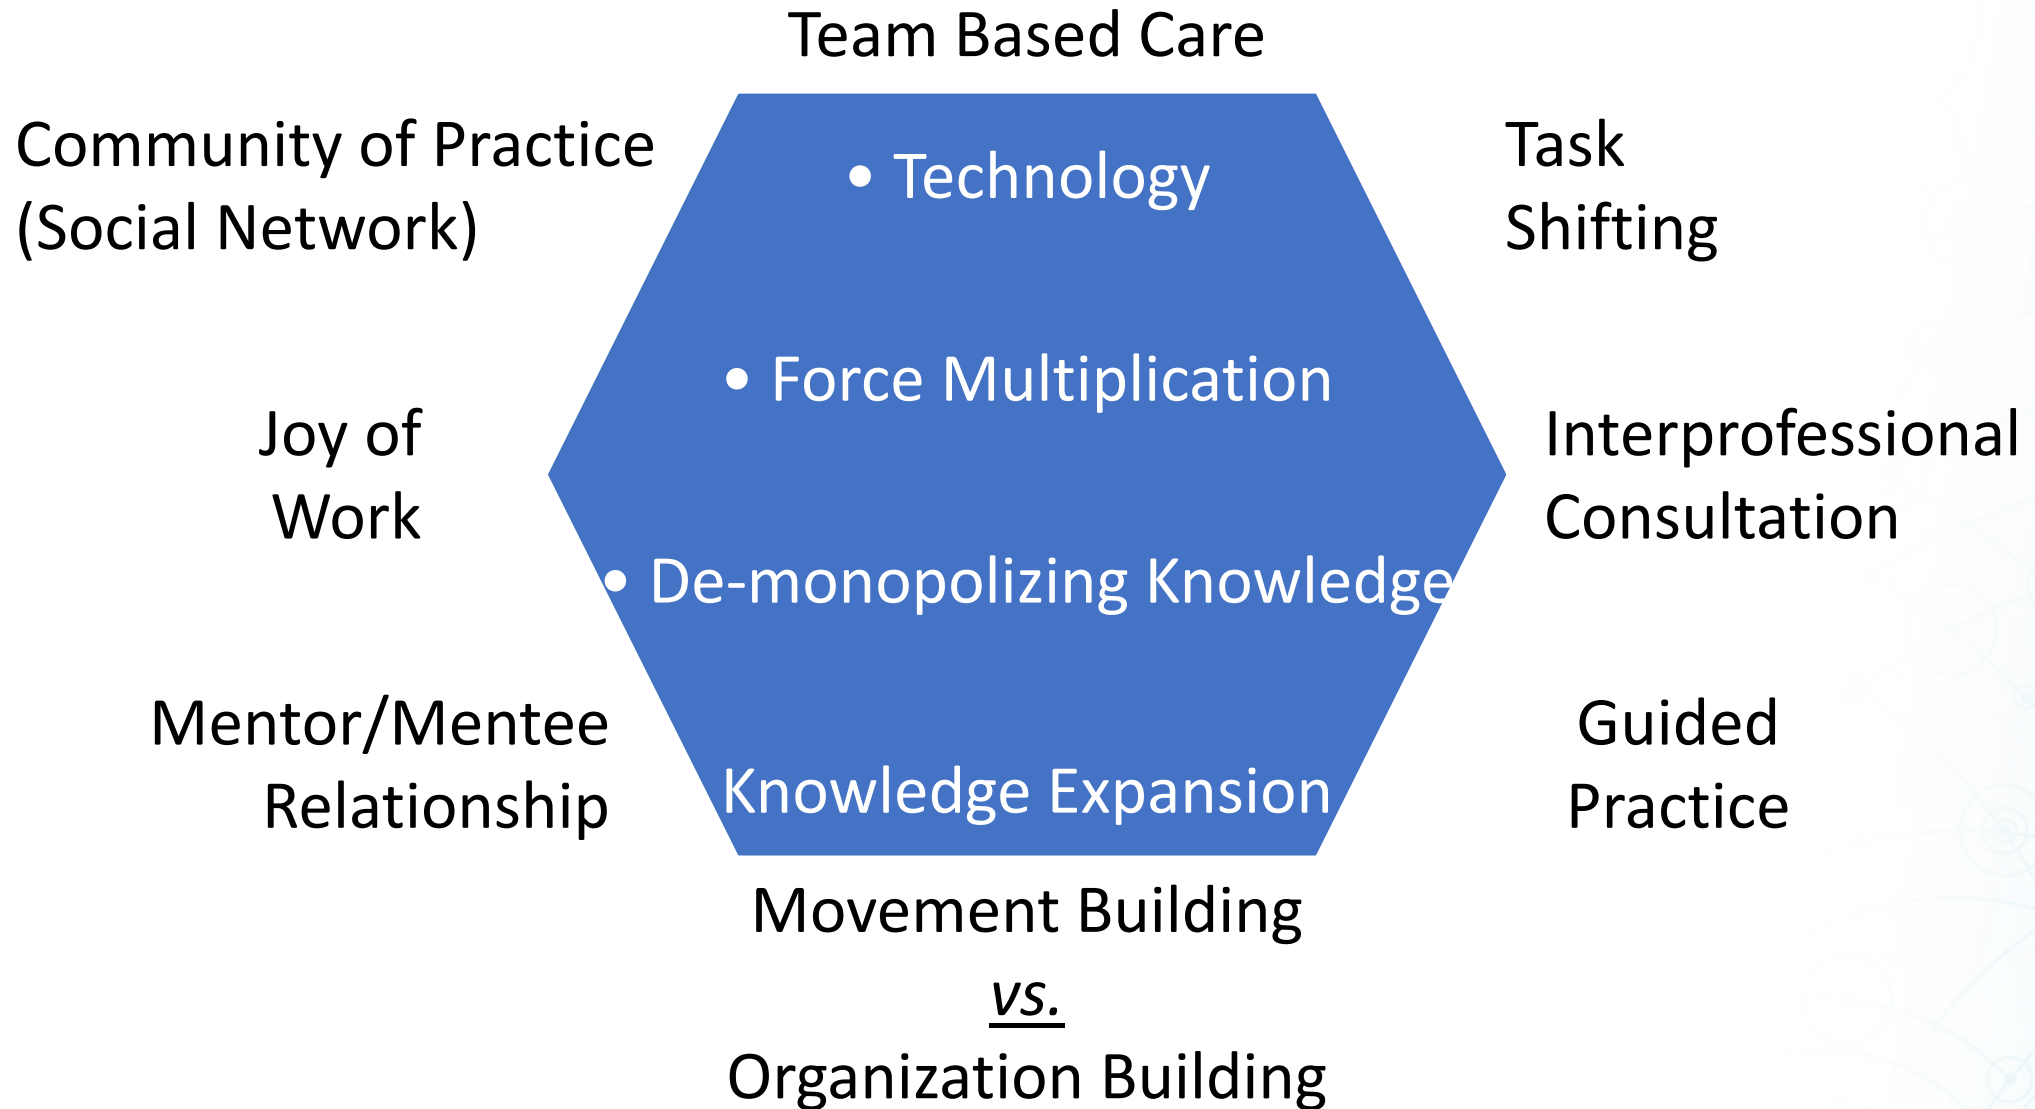 Team Based Care
Community of Practice
(Social Network)
• Technology
Task
Shifting
• Force Multiplication
Joy of
Work
Interprofessional
Consultation
• De-monopolizing Knowledge
Mentor/Mentee
Relationship
Knowledge Expansion
Guided
Practice
Movement Building
vs.
Organization Building